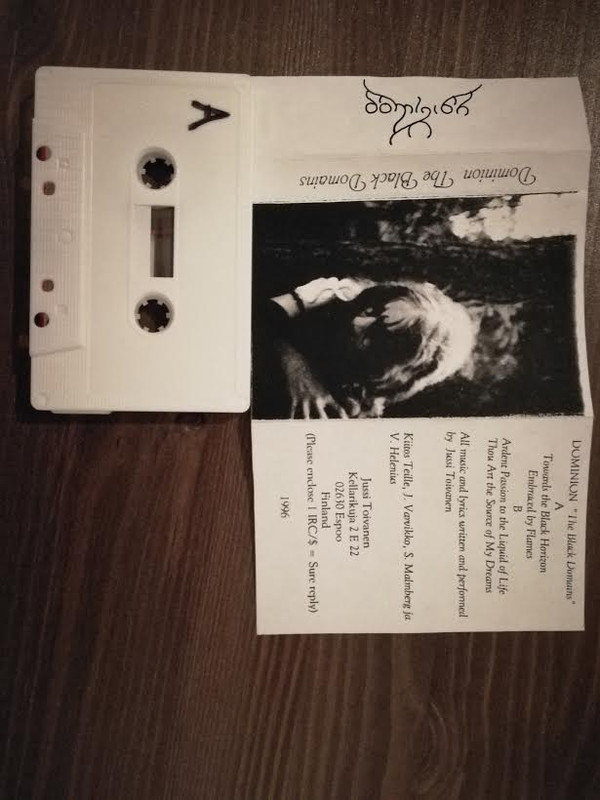 A
DOMINION
Dominion The Black Domains
DOMINION "The Black Domains"
A
Towards the Black Horizon
Embraced by Flames
B
Ardent Passion to the Liquid of Life
Thou Art the Source of My Dreams
All music and lyrics written and performed
by Jussi Toivanen
Kiitos Teille, J. Varvikko, S. Malmberg ja
V. Helenius
Jussi Toivanen
Kellarikuja 2 E 22
02630 Espoo
Finland
(Please enclose 1 IRC/$ = Sure reply)
1996